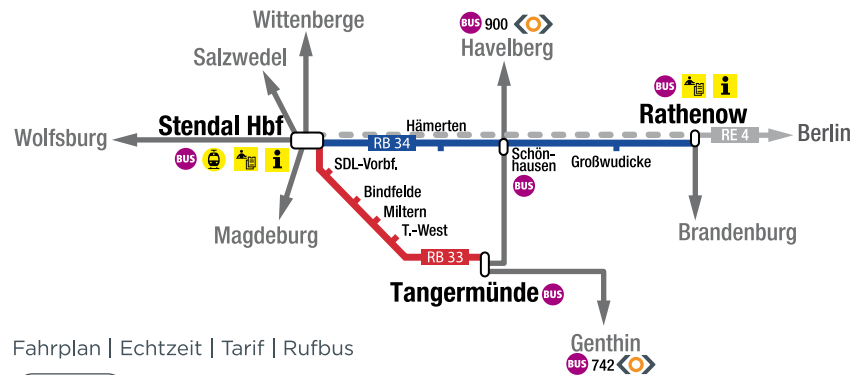 Wittenberge
BUS 900
Havelberg
Salzwedel
BUS i
Rathenow
Wolfsburg
Stendal Hbf
RB 34
Hämerten
RE 4
Berlin
BUS i
SDL-Vorbf.
Schön-
hausen
BUS
Großwudicke
Bindfelde
Miltern
T.-West
Magdeburg
Brandenburg
RB 33
Tangermünde BUS
Genthin
BUS 742
Fahrplan | Echtzeit | Tarif | Rufbus